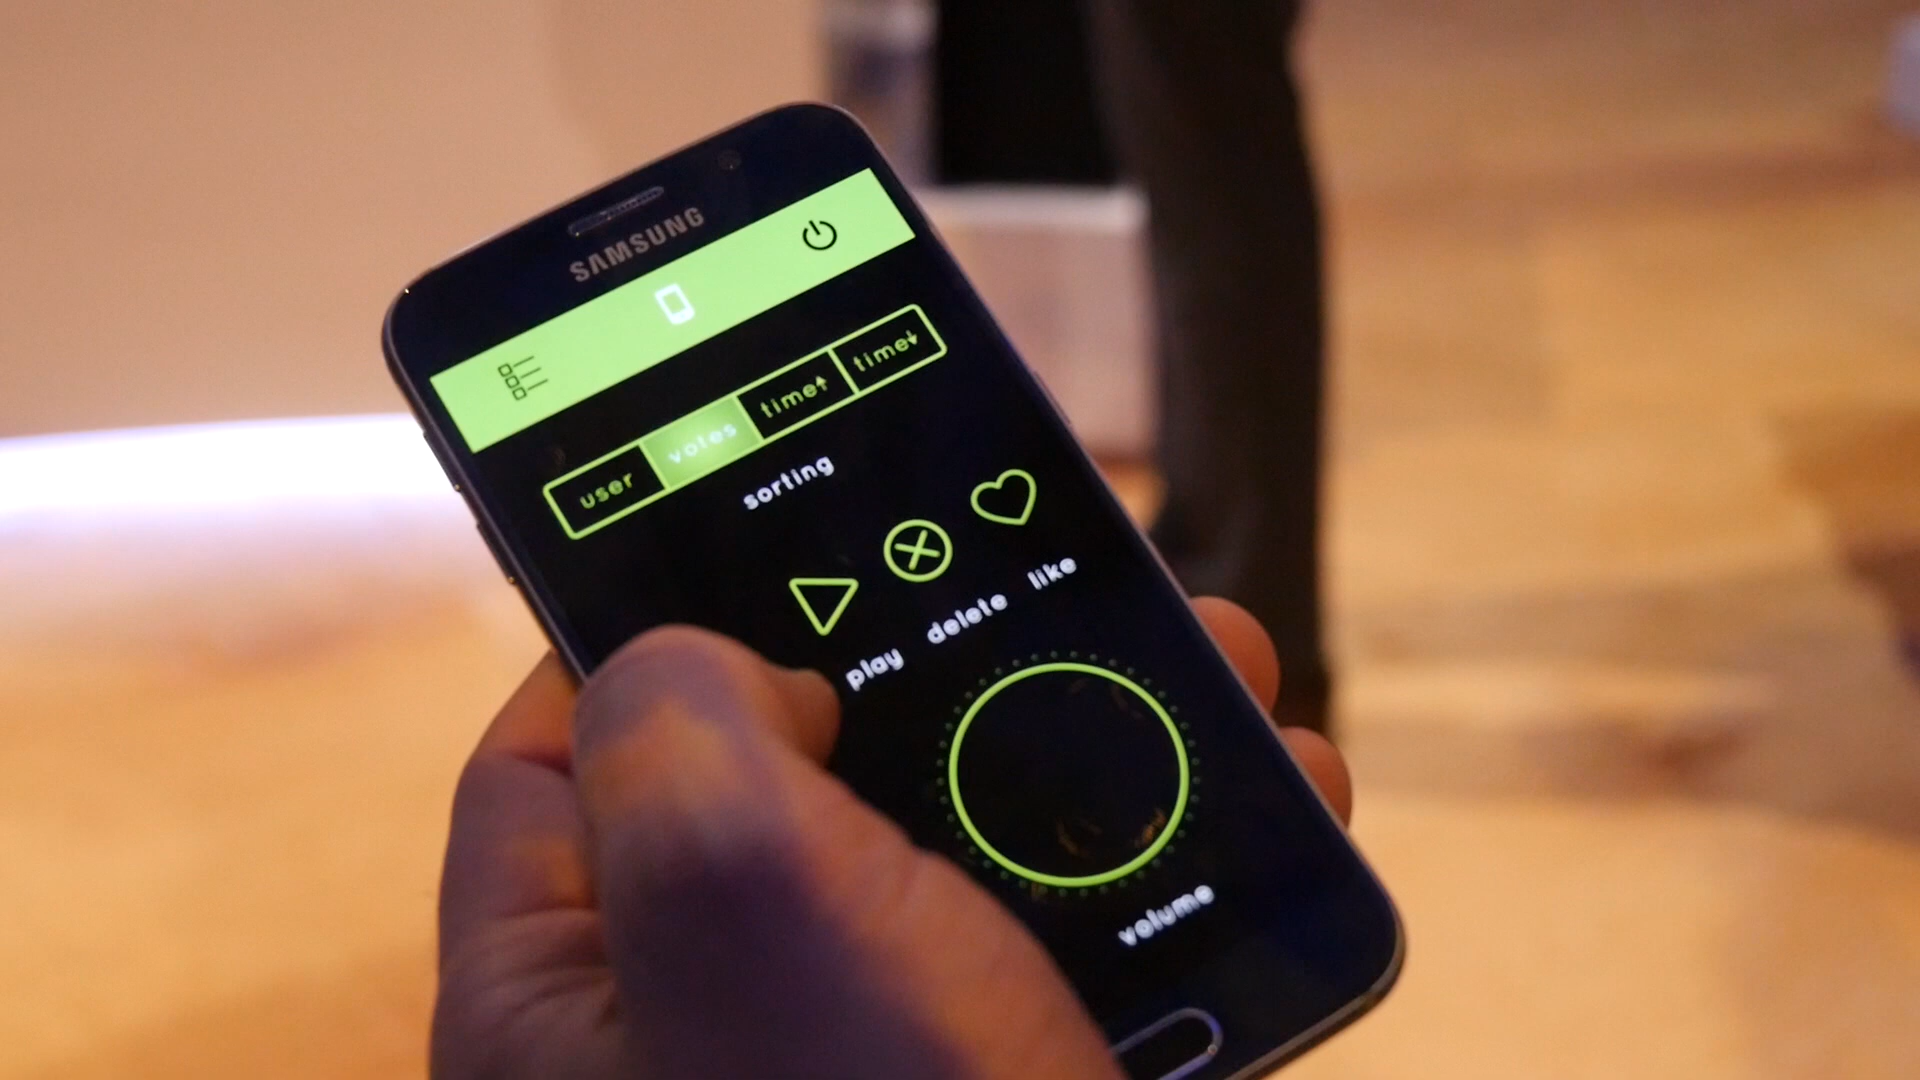 SAMSUNG
user votes time↑ time↓
sorting
play delete like
volume